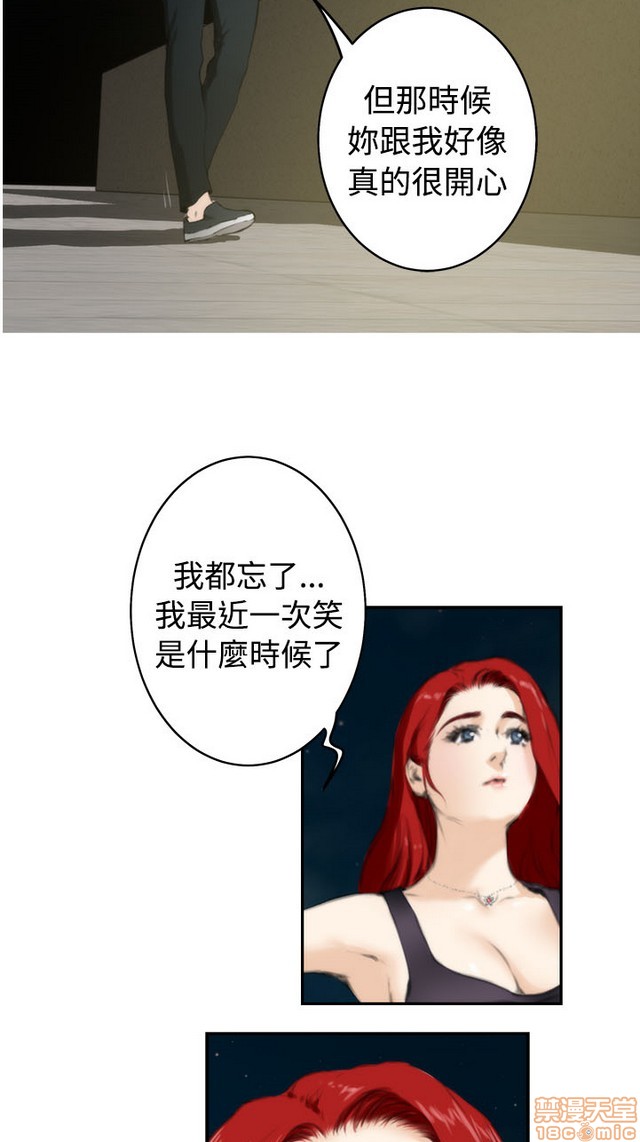 但那時候
妳跟我好像
真的很開心
我都忘了...
我最近一次笑
是什麼時候了
禁漫天堂
18comic